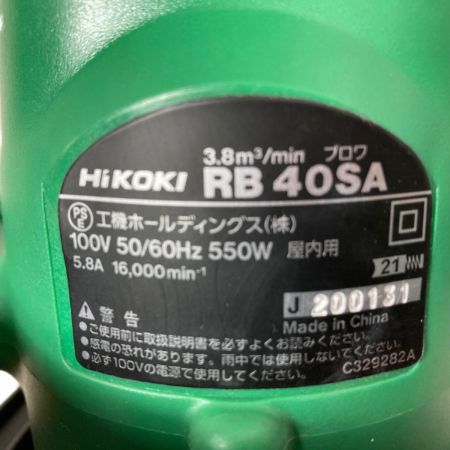 3.8m³/min ブロワ
HiKOKI RB 40SA
PSE 工機ホールディングス(株)
100V 50/60Hz 550W 屋内用
5.8A 16,000min⁻¹
21
J 200131
Made in China
警告
●ご使用前に取扱説明書を必ずよくお読みください。
●感電の恐れがあります。雨中では使用しないでください。
●必ず100Vの電源で使用してください。
C329282A